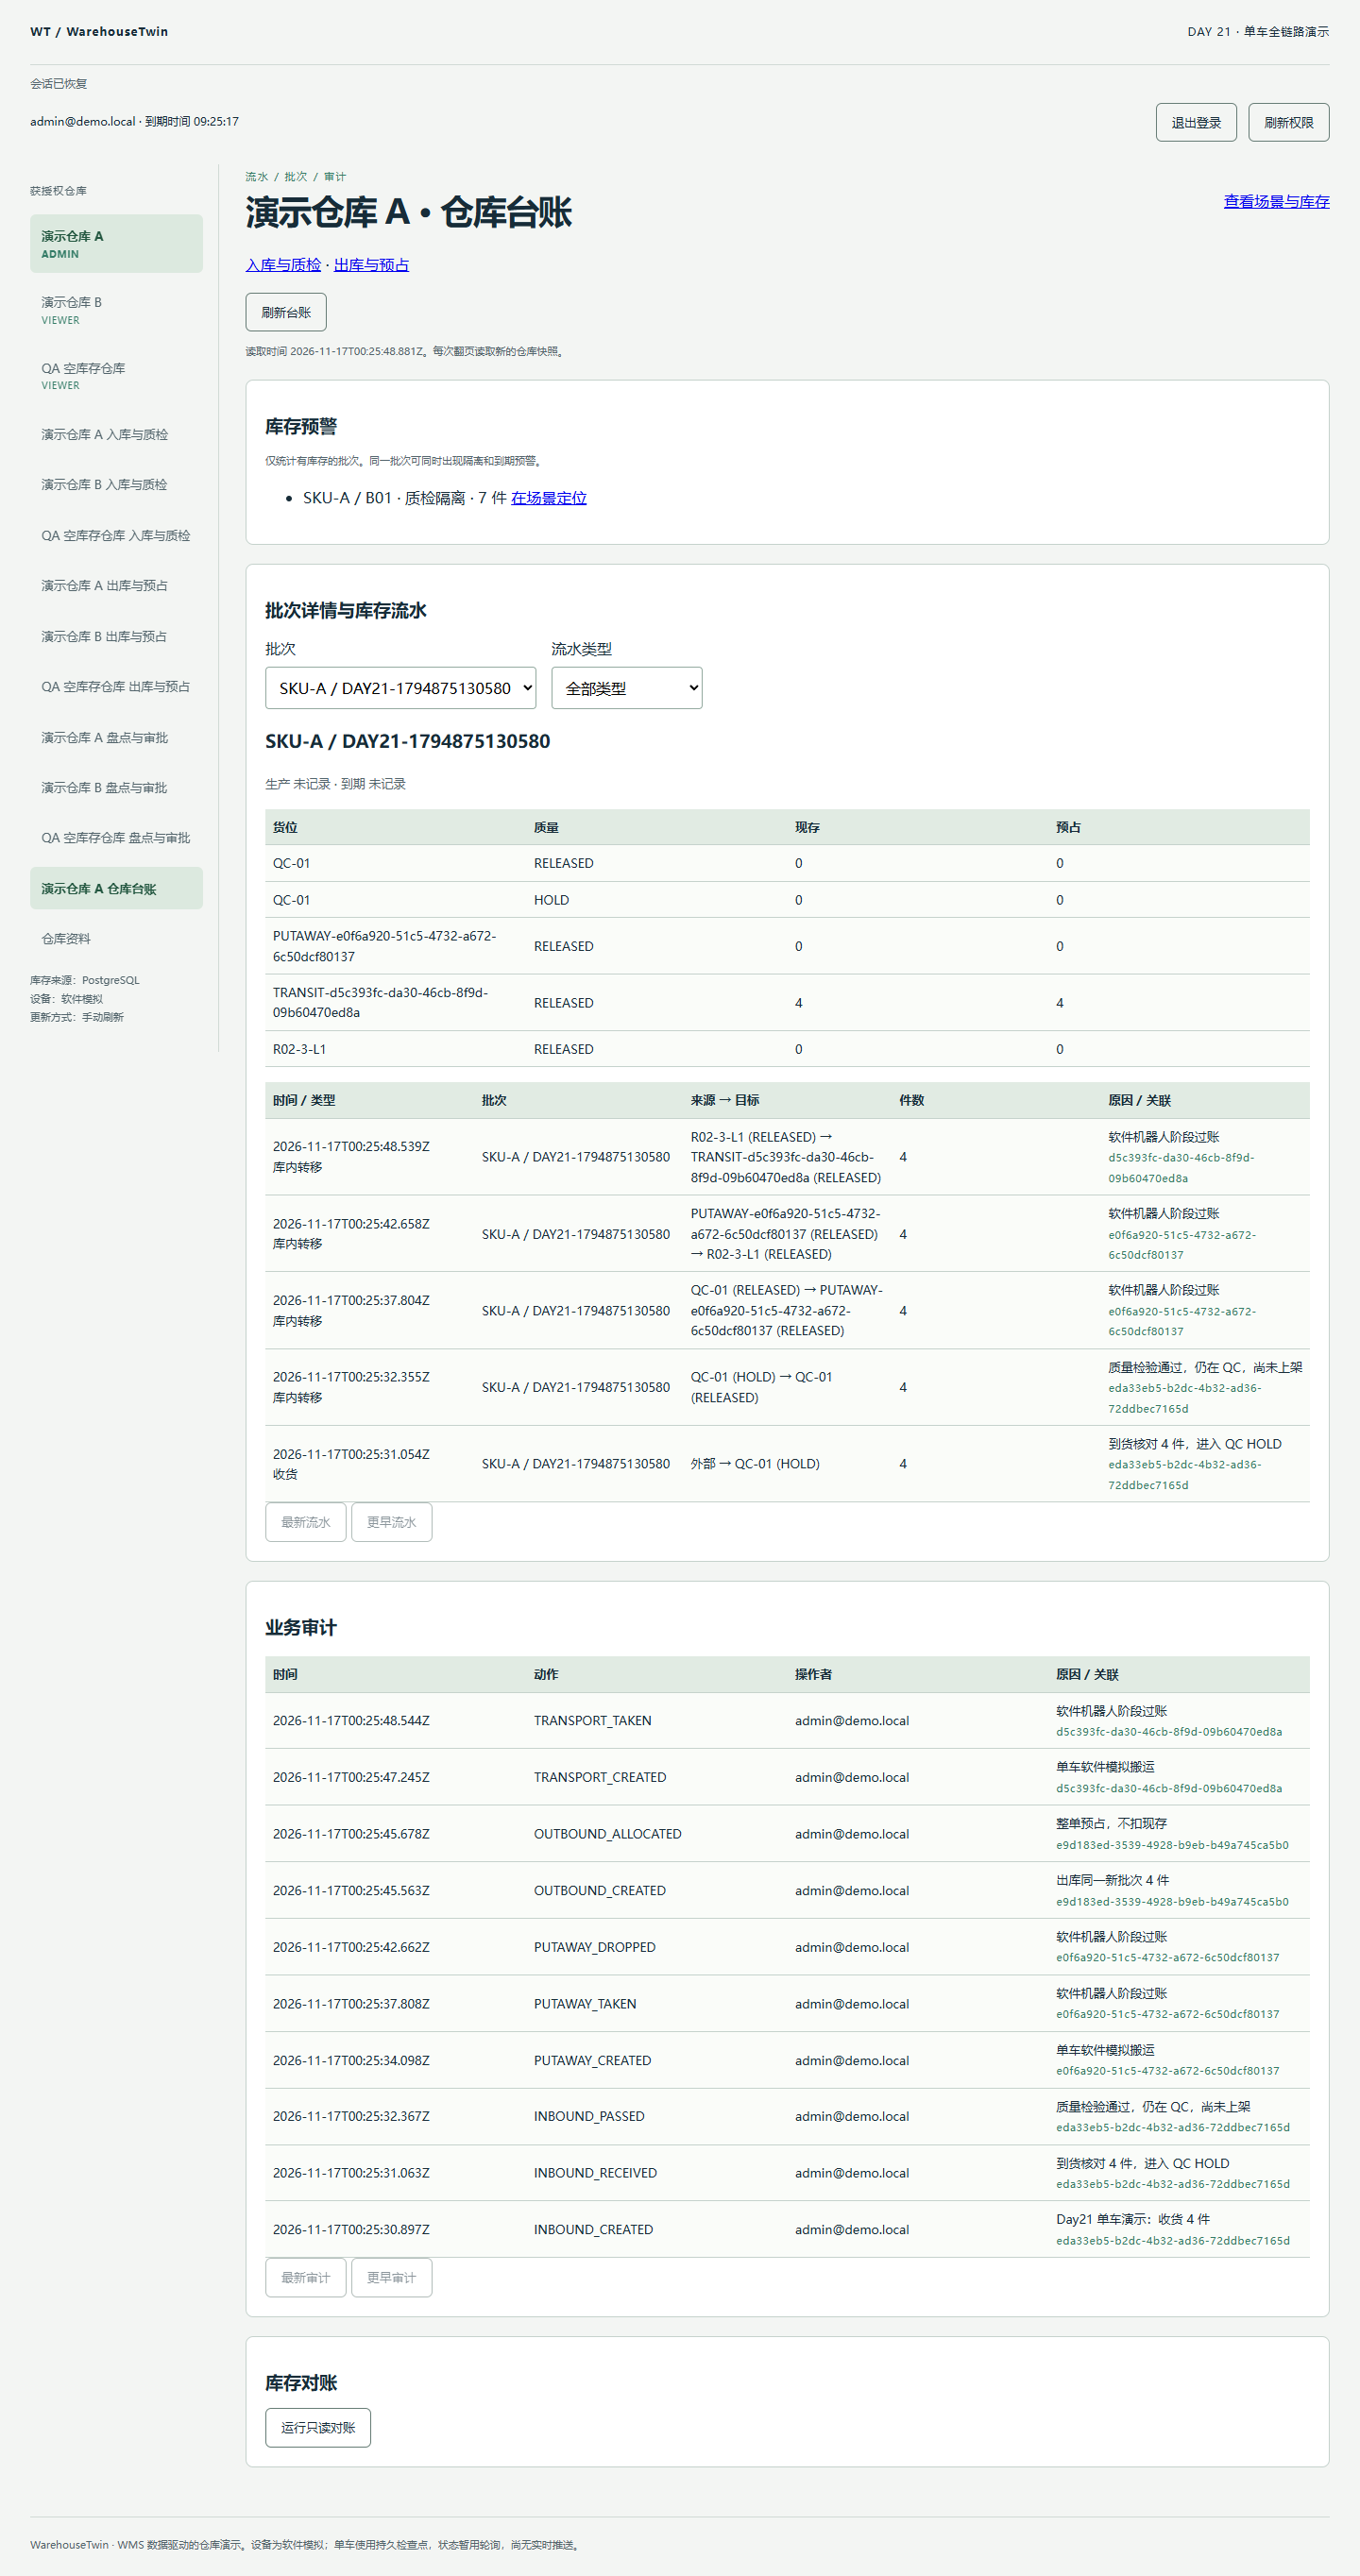 WT / WarehouseTwin
DAY 21 · 单车全链路演示
会话已恢复
admin@demo.local · 到期时间 09:25:17
退出登录
刷新权限
获授权仓库
演示仓库 A
ADMIN
演示仓库 B
VIEWER
QA 空库存仓库
VIEWER
演示仓库 A 入库与质检
演示仓库 B 入库与质检
QA 空库存仓库 入库与质检
演示仓库 A 出库与预占
演示仓库 B 出库与预占
QA 空库存仓库 出库与预占
演示仓库 A 盘点与审批
演示仓库 B 盘点与审批
QA 空库存仓库 盘点与审批
演示仓库 A 仓库台账
仓库资料
库存来源：PostgreSQL
设备：软件模拟
更新方式：手动刷新
流水 / 批次 / 审计
演示仓库 A · 仓库台账
查看场景与库存
入库与质检 · 出库与预占
刷新台账
读取时间 2026-11-17T00:25:48.881Z。每次翻页读取新的仓库快照。
库存预警
仅统计有库存的批次。同一批次可同时出现隔离和到期预警。
• SKU-A / B01 · 质检隔离 · 7 件 在场景定位
批次详情与库存流水
批次 流水类型
SKU-A / DAY21-1794875130580 全部类型
SKU-A / DAY21-1794875130580
生产 未记录 · 到期 未记录
货位 质量 现存 预占
QC-01 RELEASED 0 0
QC-01 HOLD 0 0
PUTAWAY-e0f6a920-51c5-4732-a672-
6c50dcf80137 RELEASED 0 0
TRANSIT-d5c393fc-da30-46cb-8f9d-
09b60470ed8a RELEASED 4 4
R02-3-L1 RELEASED 0 0
时间 / 类型 批次 来源 → 目标 件数 原因 / 关联
2026-11-17T00:25:48.539Z
库内转移
SKU-A / DAY21-1794875130580
R02-3-L1 (RELEASED) →
TRANSIT-d5c393fc-da30-46cb-
8f9d-09b60470ed8a (RELEASED)
4
软件机器人阶段过账
d5c393fc-da30-46cb-8f9d-
09b60470ed8a
2026-11-17T00:25:42.658Z
库内转移
SKU-A / DAY21-1794875130580
PUTAWAY-e0f6a920-51c5-4732-
a672-6c50dcf80137 (RELEASED)
→ R02-3-L1 (RELEASED)
4
软件机器人阶段过账
e0f6a920-51c5-4732-a672-
6c50dcf80137
2026-11-17T00:25:37.804Z
库内转移
SKU-A / DAY21-1794875130580
QC-01 (RELEASED) → PUTAWAY-
e0f6a920-51c5-4732-a672-
6c50dcf80137 (RELEASED)
4
软件机器人阶段过账
e0f6a920-51c5-4732-a672-
6c50dcf80137
2026-11-17T00:25:32.355Z
库内转移
SKU-A / DAY21-1794875130580
QC-01 (HOLD) → QC-01
(RELEASED)
4
质量检验通过，仍在 QC，尚未上架
eda33eb5-b2dc-4b32-ad36-
72ddbec7165d
2026-11-17T00:25:31.054Z
收货
SKU-A / DAY21-1794875130580
外部 → QC-01 (HOLD)
4
到货核对 4 件，进入 QC HOLD
eda33eb5-b2dc-4b32-ad36-
72ddbec7165d
最新流水 更早流水
业务审计
时间 动作 操作者 原因 / 关联
2026-11-17T00:25:48.544Z TRANSPORT_TAKEN admin@demo.local 软件机器人阶段过账
d5c393fc-da30-46cb-8f9d-09b60470ed8a
2026-11-17T00:25:47.245Z TRANSPORT_CREATED admin@demo.local 单车软件模拟搬运
d5c393fc-da30-46cb-8f9d-09b60470ed8a
2026-11-17T00:25:45.678Z OUTBOUND_ALLOCATED admin@demo.local 整单预占，不扣现存
e9d183ed-3539-4928-b9eb-b49a745ca5b0
2026-11-17T00:25:45.563Z OUTBOUND_CREATED admin@demo.local 出库同一新批次 4 件
e9d183ed-3539-4928-b9eb-b49a745ca5b0
2026-11-17T00:25:42.662Z PUTAWAY_DROPPED admin@demo.local 软件机器人阶段过账
e0f6a920-51c5-4732-a672-6c50dcf80137
2026-11-17T00:25:37.808Z PUTAWAY_TAKEN admin@demo.local 软件机器人阶段过账
e0f6a920-51c5-4732-a672-6c50dcf80137
2026-11-17T00:25:34.098Z PUTAWAY_CREATED admin@demo.local 单车软件模拟搬运
e0f6a920-51c5-4732-a672-6c50dcf80137
2026-11-17T00:25:32.367Z INBOUND_PASSED admin@demo.local 质量检验通过，仍在 QC，尚未上架
eda33eb5-b2dc-4b32-ad36-72ddbec7165d
2026-11-17T00:25:31.063Z INBOUND_RECEIVED admin@demo.local 到货核对 4 件，进入 QC HOLD
eda33eb5-b2dc-4b32-ad36-72ddbec7165d
2026-11-17T00:25:30.897Z INBOUND_CREATED admin@demo.local Day21 单车演示：收货 4 件
eda33eb5-b2dc-4b32-ad36-72ddbec7165d
最新审计 更早审计
库存对账
运行只读对账
WarehouseTwin · WMS 数据驱动的仓库演示。设备为软件模拟；单车使用持久检查点，状态暂用轮询，尚无实时推送。